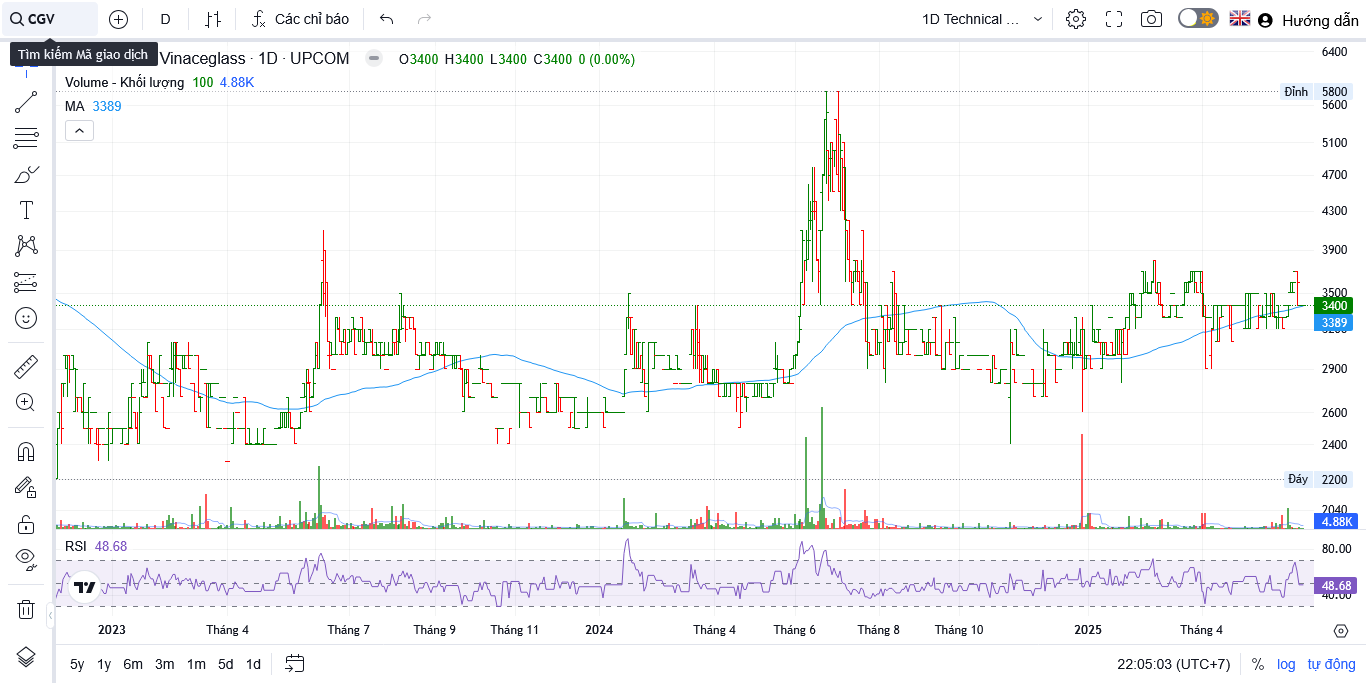 CGV
D
Các chỉ báo
1D Technical ...
Hướng dẫn
Tìm kiếm Mã giao dịch
Vinaceglass · 1D · UPCOM
O3400 H3400 L3400 C3400 0 (0.00%)
Volume - Khối lượng 100 4.88K
MA 3389
6400
Đỉnh 5800
5600
5100
4700
4300
3900
3500
3400
3389
2900
2600
2400
Đáy 2200
2040
4.88K
RSI 48.68
80.00
48.68
40.00
2023 Tháng 4 Tháng 7 Tháng 9 Tháng 11 2024 Tháng 4 Tháng 6 Tháng 8 Tháng 10 2025 Tháng 4
5y 1y 6m 3m 1m 5d 1d
22:05:03 (UTC+7) % log tự động